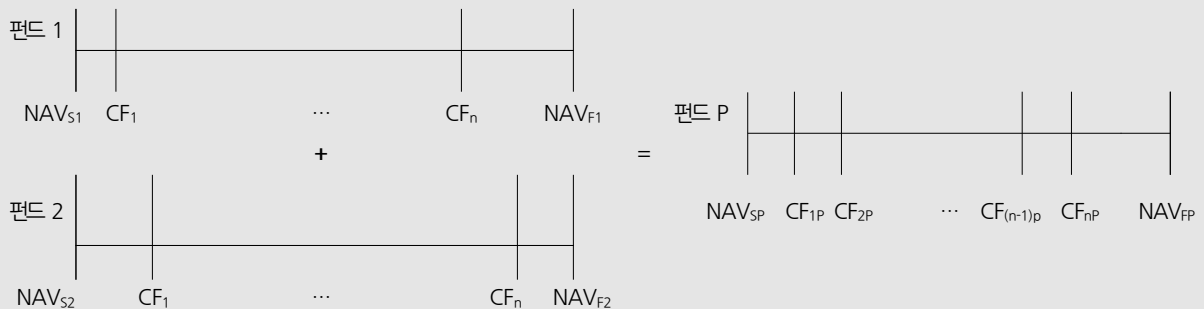 펀드 1
NAVS1 CF1 ··· CFn NAVF1
+
펀드 2
NAVS2 CF1 ··· CFn NAVF2
=
펀드 P
NAVSP CF1P CF2P ··· CF(n-1)p CFnP NAVFP